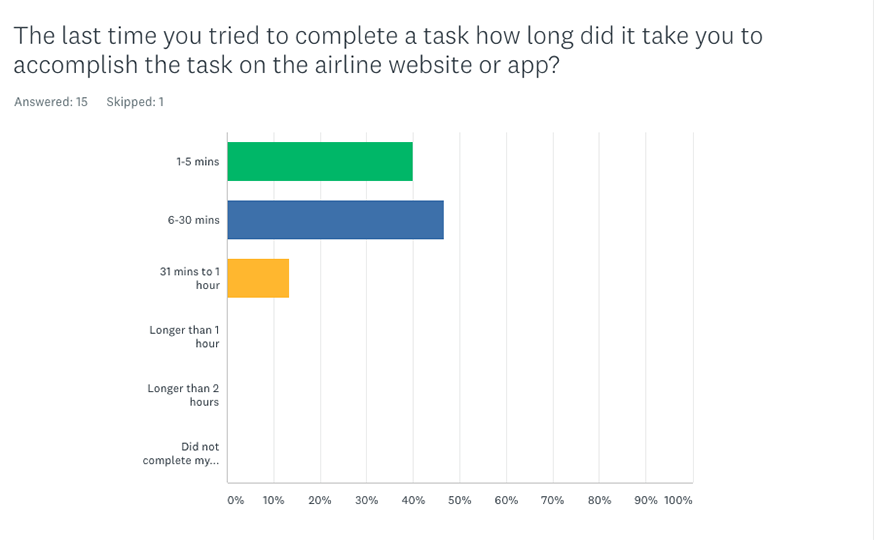 The last time you tried to complete a task how long did it take you to
accomplish the task on the airline website or app?
Answered: 15 Skipped: 1
1-5 mins
6-30 mins
31 mins to 1
hour
Longer than 1
hour
Longer than 2
hours
Did not
complete my...
0% 10% 20% 30% 40% 50% 60% 70% 80% 90% 100%